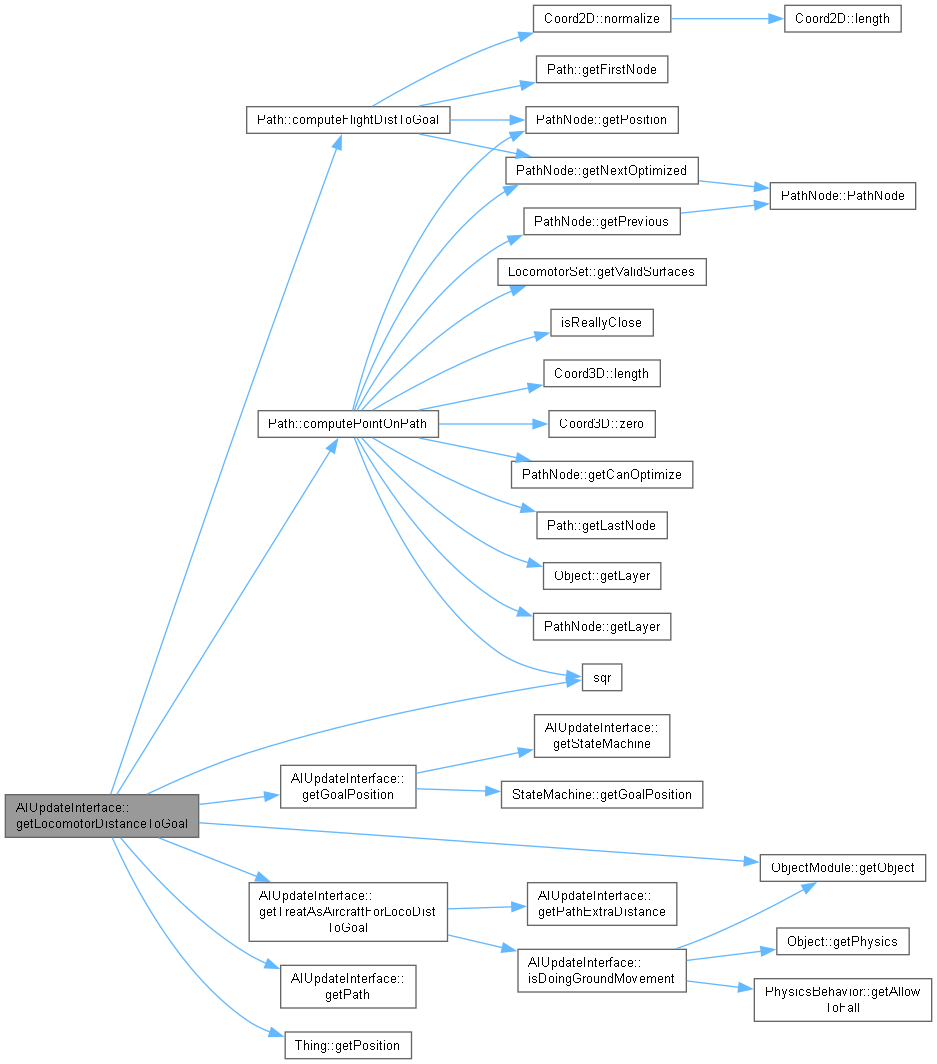 Coord2D::normalize
Coord2D::length
Path::getFirstNode
Path::computeFlightDistToGoal
PathNode::getPosition
PathNode::getNextOptimized
PathNode::PathNode
PathNode::getPrevious
LocomotorSet::getValidSurfaces
isReallyClose
Coord3D::length
Path::computePointOnPath
Coord3D::zero
PathNode::getCanOptimize
Path::getLastNode
Object::getLayer
PathNode::getLayer
sqr
AIUpdateInterface::
getStateMachine
AIUpdateInterface::
getGoalPosition
StateMachine::getGoalPosition
AIUpdateInterface::
getLocomotorDistanceToGoal
ObjectModule::getObject
AIUpdateInterface::
getTreatAsAircraftForLocoDist
ToGoal
AIUpdateInterface::
getPathExtraDistance
Object::getPhysics
AIUpdateInterface::
isDoingGroundMovement
AIUpdateInterface::
getPath
PhysicsBehavior::getAllow
ToFall
Thing::getPosition